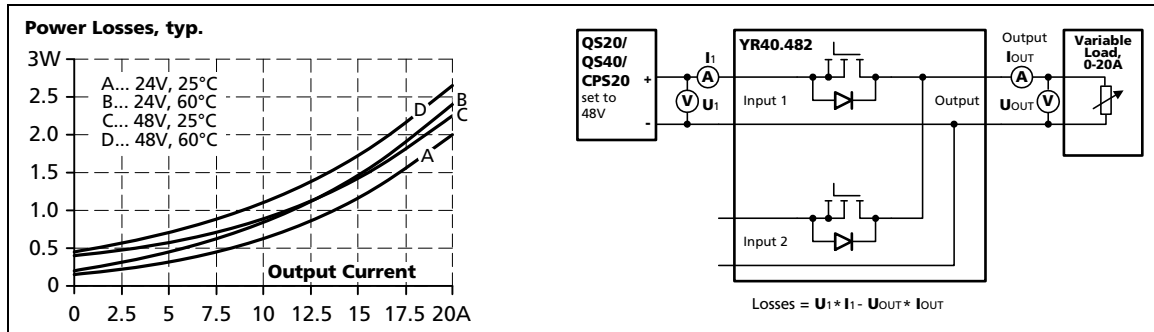 Power Losses, typ.
3W
2.5
2.0
1.5
1.0
0.5
0
A... 24V, 25°C
B... 24V, 60°C
C... 48V, 25°C
D... 48V, 60°C
D
B
C
A
Output Current
0 2.5 5 7.5 10 12.5 15 17.5 20A
QS20/
QS40/
CPS20
set to
48V
+
-
V
U1
I1
A
YR40.482
Input 1
Output
Input 2
Output
IOUT
A
UOUT
V
Variable
Load,
0-20A
Losses = U1* I1- UOUT* IOUT